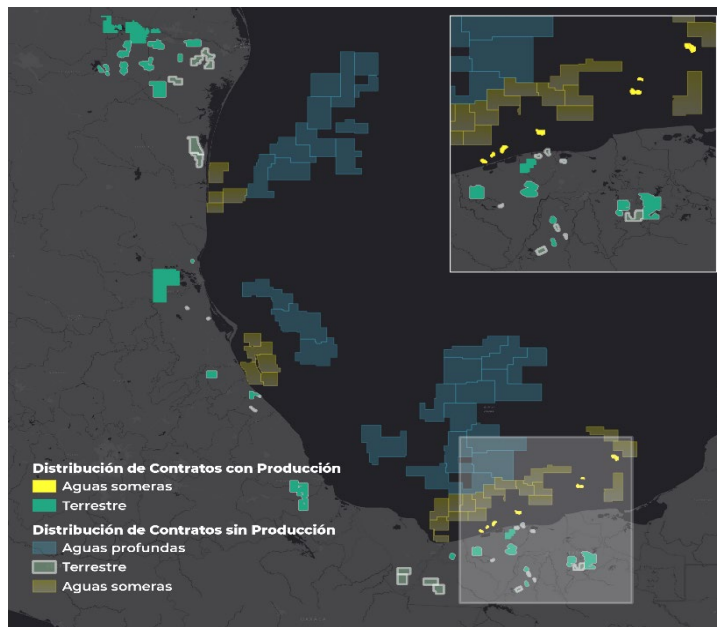 Distribución de Contratos con Producción
Aguas someras
Terrestre
Distribución de Contratos sin Producción
Aguas profundas
Terrestre
Aguas someras